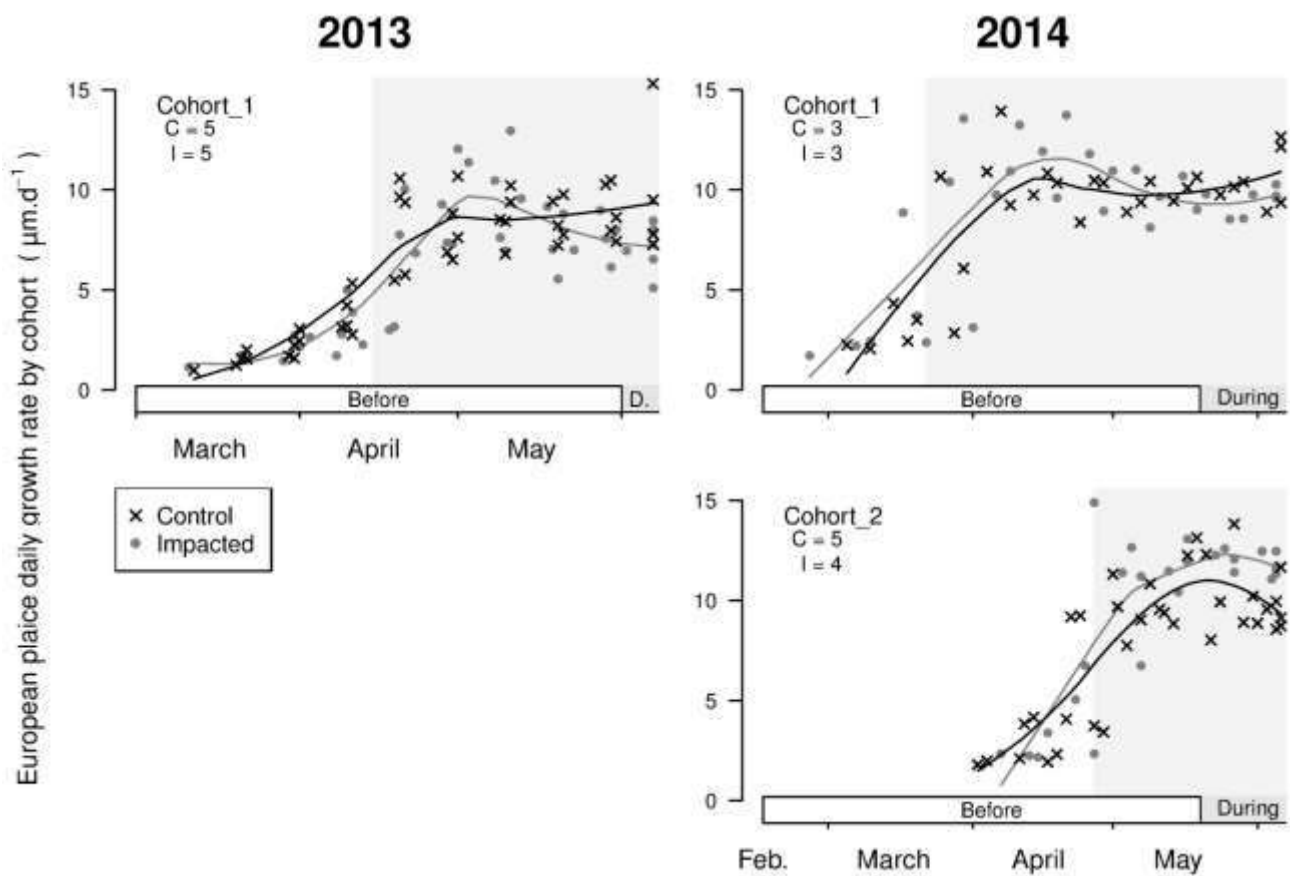 2013
2014
European plaice daily growth rate by cohort ( µm.d⁻¹ )
15
10
5
0
Cohort_1
C = 5
I = 5
Before
D.
March
April
May
Control
Impacted
15
10
5
0
Cohort_1
C = 3
I = 3
Before
During
15
10
5
0
Cohort_2
C = 5
I = 4
Before
During
Feb.
March
April
May